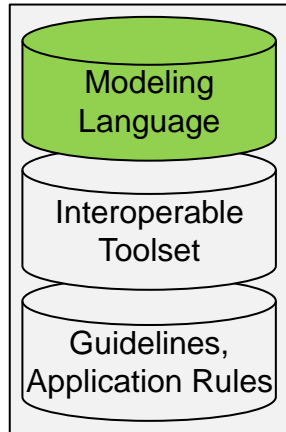 Modeling
Language
Interoperable
Toolset
Guidelines,
Application Rules